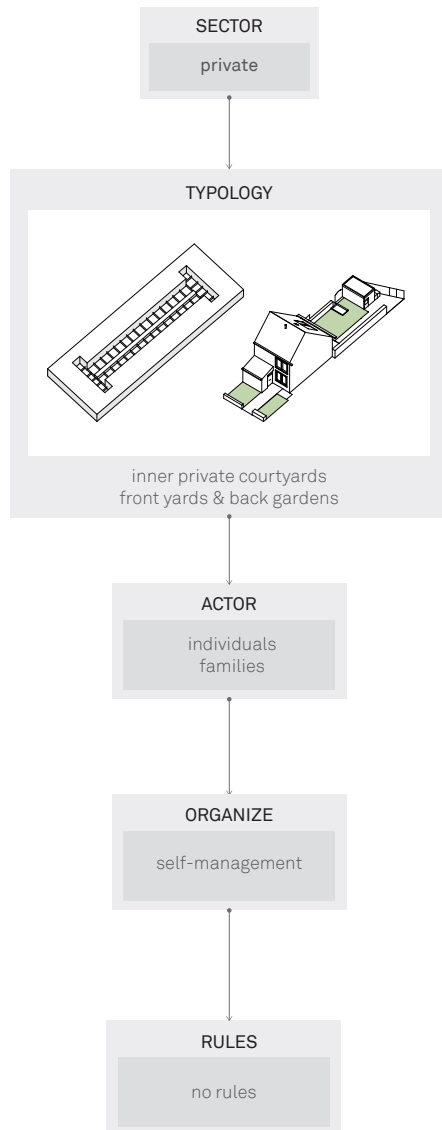 SECTOR
private
TYPOLOGY
inner private courtyards
front yards & back gardens
ACTOR
individuals
families
ORGANIZE
self-management
RULES
no rules